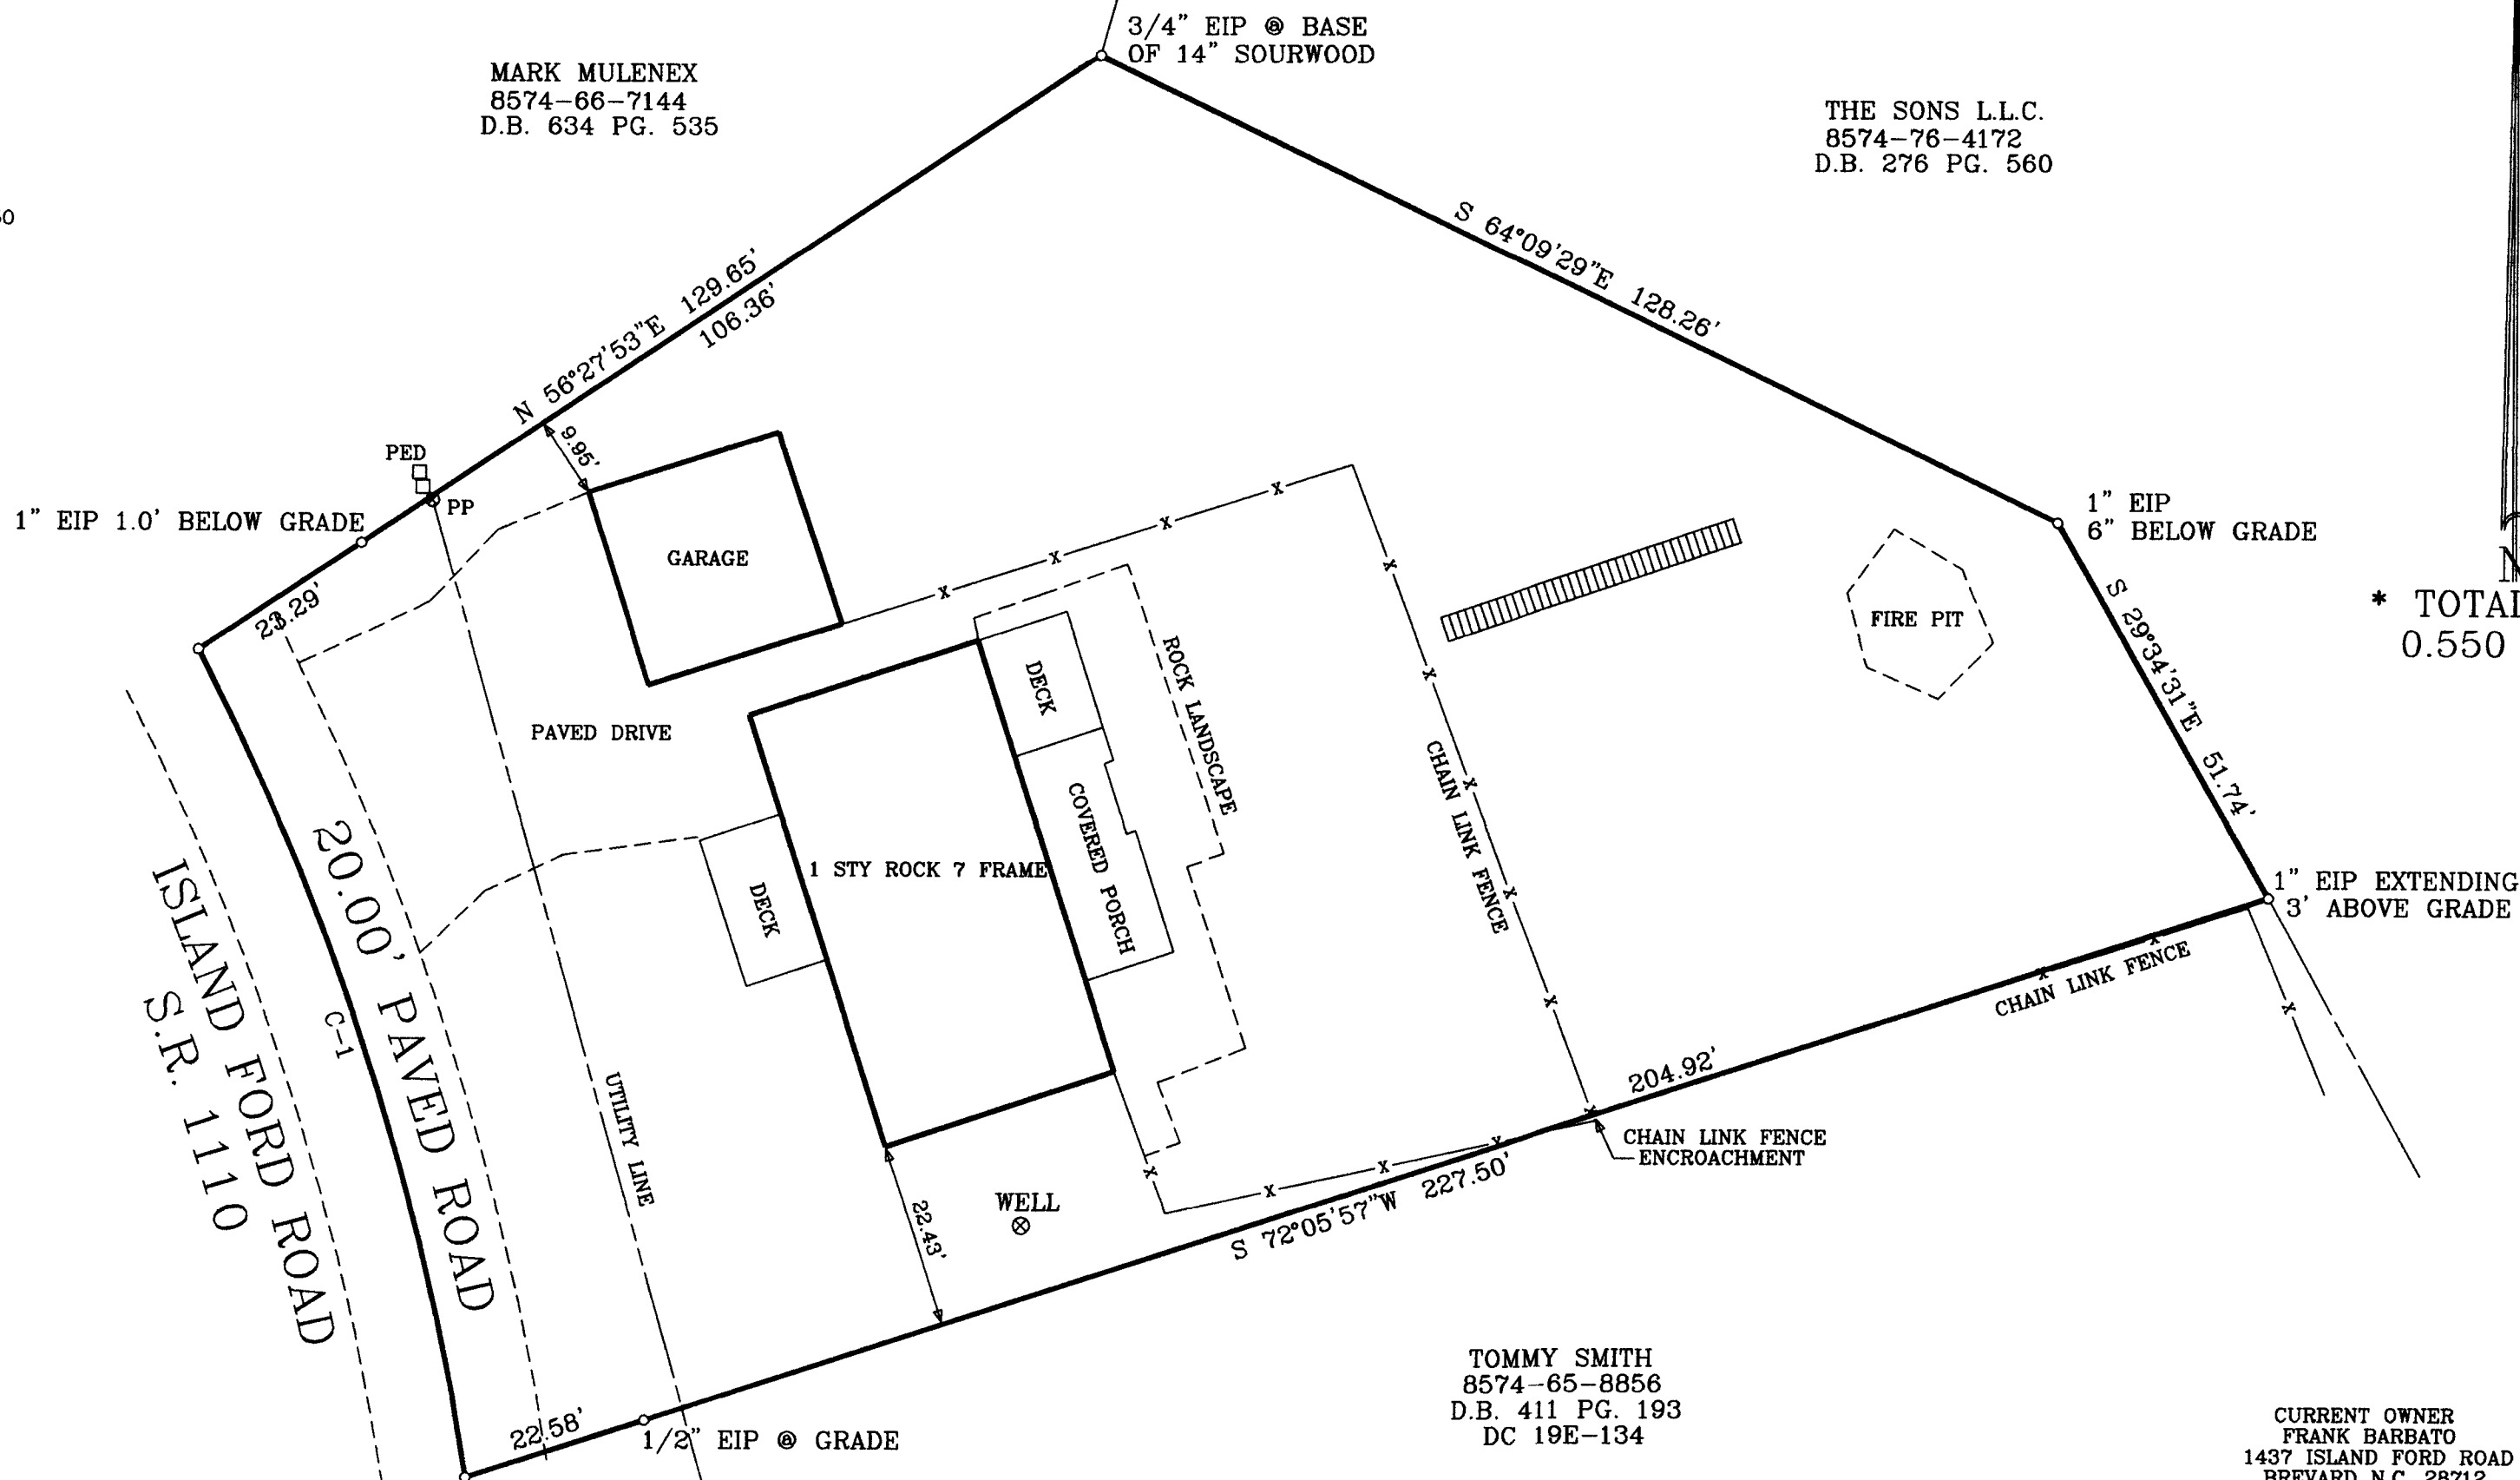 3/4" EIP @ BASE
OF 14" SOURWOOD
MARK MULENEX
8574-66-7144
D.B. 634 PG. 535
THE SONS L.L.C.
8574-76-4172
D.B. 276 PG. 560
S 64°09'29"E 128.26'
N 56°27'53"E 129.65'
106.36'
9.95'
PED
PP
1" EIP 1.0' BELOW GRADE
23.29'
GARAGE
1" EIP
6" BELOW GRADE
* TOTAL
0.550
FIRE PIT
S 29°34'31"E 51.74'
DECK
ROCK LANDSCAPE
PAVED DRIVE
CHAIN LINK FENCE
COVERED PORCH
1 STY ROCK 7 FRAME
DECK
20.00' PAVED ROAD
ISLAND FORD ROAD
S.R. 1110
C-1
1" EIP EXTENDING
3' ABOVE GRADE
CHAIN LINK FENCE
204.92'
UTILITY LINE
CHAIN LINK FENCE
ENCROACHMENT
S 72°05'57"W 227.50'
WELL
22.43'
22.58'
1/2" EIP @ GRADE
TOMMY SMITH
8574-65-8856
D.B. 411 PG. 193
DC 19E-134
CURRENT OWNER
FRANK BARBATO
1437 ISLAND FORD ROAD
BREVARD N.C. 28712